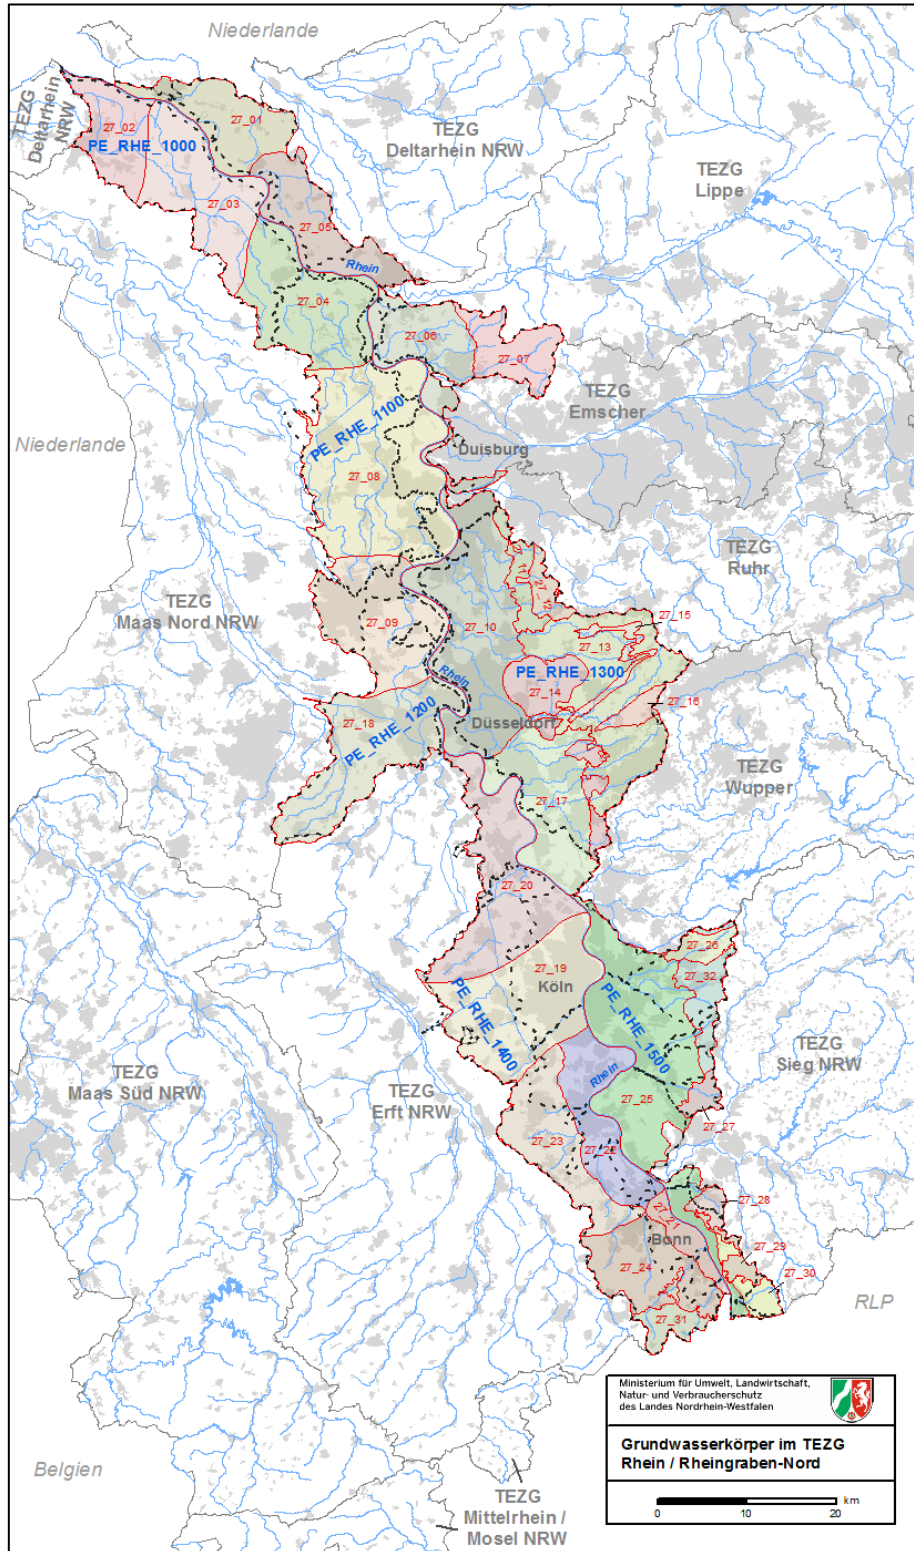 Niederlande
TEZG
Deltarhein
NRW
27_01
27_02
PE_RHE_1000
TEZG
Deltarhein NRW
TEZG
Lippe
27_03
27_05
Rhein
27_04
27_06
27_07
TEZG
Emscher
PE_RHE_1100
Niederlande
Duisburg
27_08
TEZG
Ruhr
27_11
27_12
TEZG
Maas Nord NRW
27_09
27_10
27_15
27_13
Rhein
PE_RHE_1300
27_14
27_16
27_18
PE_RHE_1200
Düsseldorf
TEZG
Wupper
27_17
27_20
27_26
27_32
27_19
Köln
PE_RHE_1400
PE_RHE_1500
TEZG
Sieg NRW
TEZG
Maas Süd NRW
TEZG
Erft NRW
Rhein
27_25
27_27
27_23
27_22
27_28
Bonn
27_29
27_24
27_30
27_31
RLP
Ministerium für Umwelt, Landwirtschaft,
Natur- und Verbraucherschutz
des Landes Nordrhein-Westfalen
Grundwasserkörper im TEZG
Rhein / Rheingraben-Nord
km
0 10 20
Belgien
TEZG
Mittelrhein /
Mosel NRW